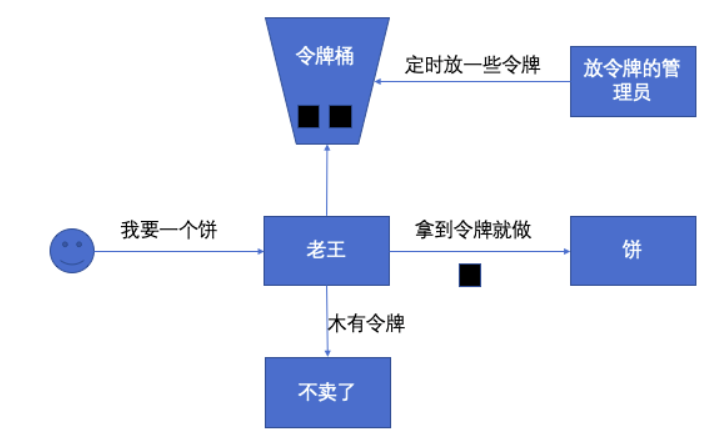 令牌桶
定时放一些令牌
放令牌的管
理员
我要一个饼
老王
拿到令牌就做
饼
木有令牌
不卖了